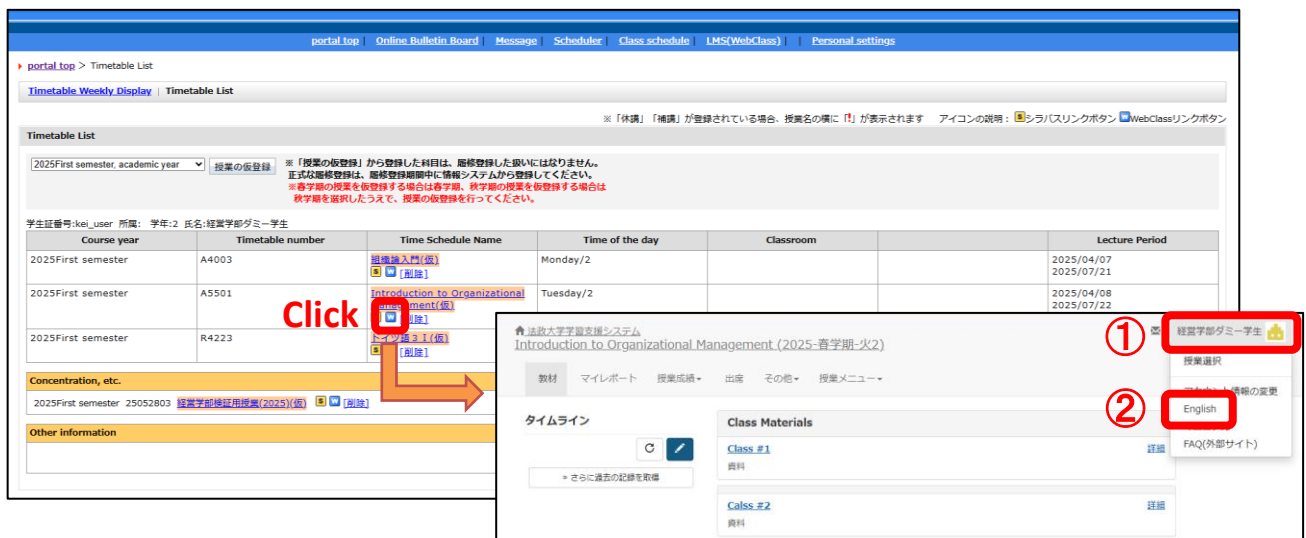 portal top | Online Bulletin Board | Message | Scheduler | Class schedule | LMS(WebClass) | | Personal settings
portal top > Timetable List
Timetable Weekly Display | Timetable List
※「休講」「補講」が登録されている場合、授業名の横に「!」が表示されます アイコンの説明：Sシラバスリンクボタン WWebClassリンクボタン
Timetable List
2025First semester, academic year 授業の仮登録 ※「授業の仮登録」から登録した科目は、履修登録した扱いにはなりません。
正式な履修登録は、履修登録期間中に情報システムから登録してください。
※春学期の授業を仮登録する場合は春学期、秋学期の授業を仮登録する場合は
秋学期を選択したうえで、授業の仮登録を行ってください。
学生証番号:kei_user 所属: 学年:2 氏名:経営学部ダミー学生
Course year Timetable number Time Schedule Name Time of the day Classroom Lecture Period
2025First semester A4003 組織論入門(仮) Monday/2 2025/04/07
S W [削除] 2025/07/21
2025First semester A5501 Introduction to Organizational Tuesday/2 2025/04/08
Management(仮) 2025/07/22
W [削除]
Click
2025First semester R4223 ドイツ語3Ⅰ(仮)
S [削除]
Concentration, etc.
2025First semester 25052803 経営学部検証用授業(2025)(仮) S W [削除]
Other information
法政大学学習支援システム
Introduction to Organizational Management (2025-春学期-火2)
① 経営学部ダミー学生
授業選択
アカウント情報の変更
② English
FAQ(外部サイト)
教材 マイレポート 授業成績 出席 その他 授業メニュー
タイムライン
» さらに過去の記録を取得
Class Materials
Class #1 詳細
資料
Calss #2 詳細
資料